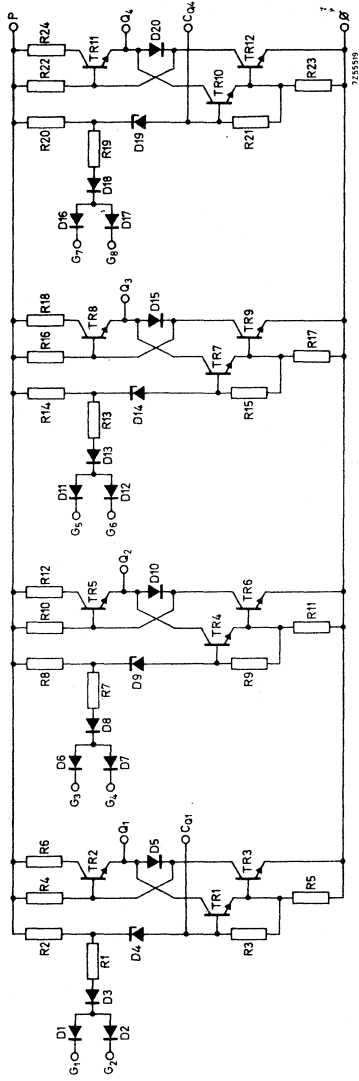 P
R24
Q4
CQ4
R22
TR11
D20
TR12
TR10
R20
R19
D19
R21
R23
D18
D16
D17
G7
G8
R18
Q3
R16
TR8
D15
TR9
TR7
R14
R13
D14
R15
R17
D13
D11
D12
G5
G6
R12
Q2
R10
TR5
D10
TR6
TR4
R8
R7
D9
R9
R11
D8
D6
D7
G3
G4
R6
Q1
CQ1
R4
TR2
D5
TR3
TR1
R2
R1
D4
R3
R5
D3
D1
D2
G1
G2
Ø
7Z55519